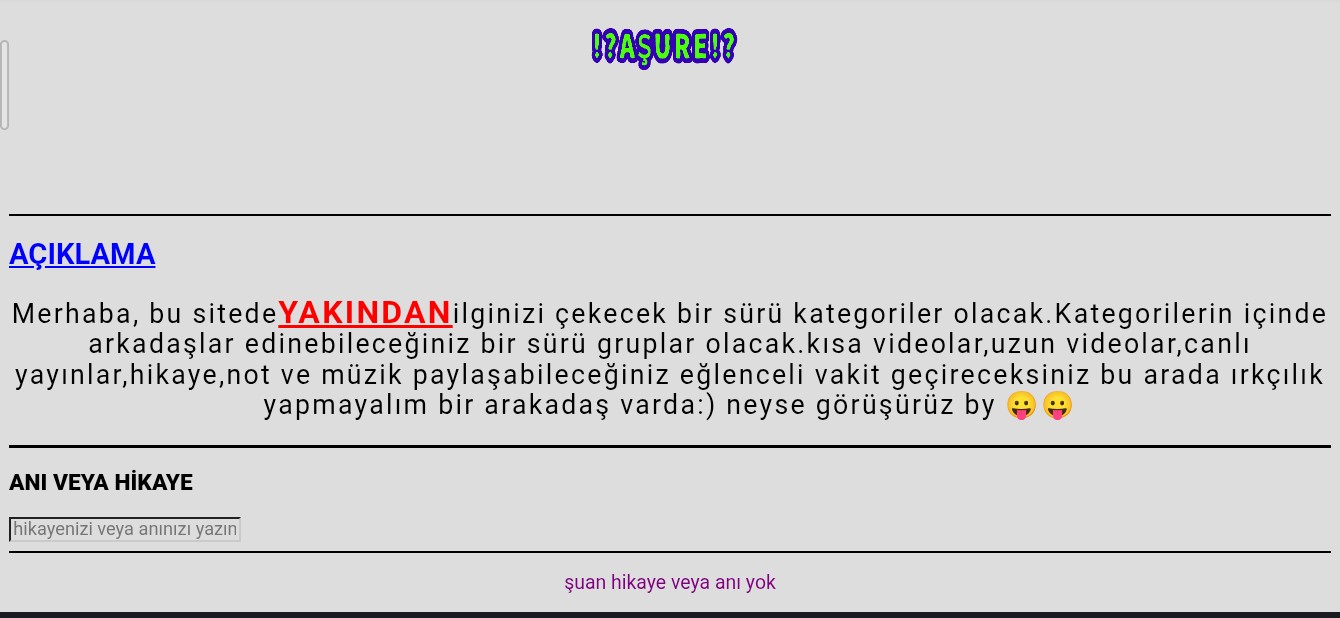 !?AŞURE!?
AÇIKLAMA
Merhaba, bu sitedeYAKINDANilginizi çekecek bir sürü kategoriler olacak.Kategorilerin içinde
arkadaşlar edinebileceğiniz bir sürü gruplar olacak.kısa videolar,uzun videolar,canlı
yayınlar,hikaye,not ve müzik paylaşabileceğiniz eğlenceli vakit geçireceksiniz bu arada ırkçılık
yapmayalım bir arakadaş varda:) neyse görüşürüz by 😛😛
ANI VEYA HİKAYE
hikayenizi veya anınızı yazın
şuan hikaye veya anı yok